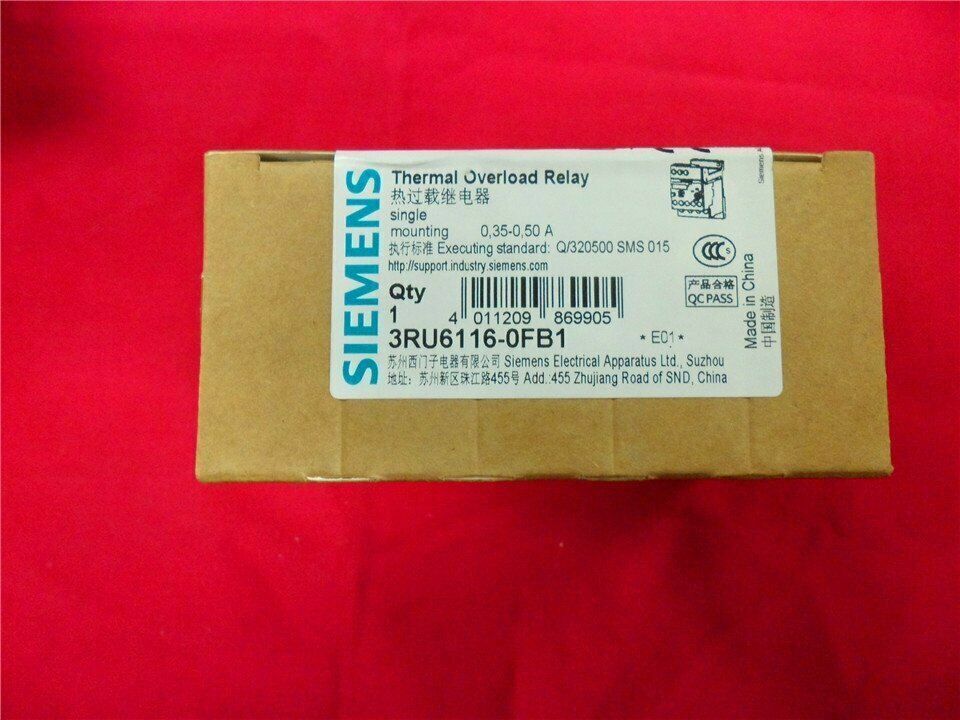 SIEMENS
Thermal Overload Relay
热过载继电器
single
mounting 0,35-0,50 A
执行标准 Executing standard: Q/320500 SMS 015
http://support.industry.siemens.com
Qty
1
4 011209 869905
3RU6116-0FB1
*E01*
苏州西门子电器有限公司 Siemens Electrical Apparatus Ltd., Suzhou
地址: 苏州新区珠江路455号 Add.:455 Zhujiang Road of SND, China
CCC S
产品合格
QC PASS
Made in China
中国制造
Siemens